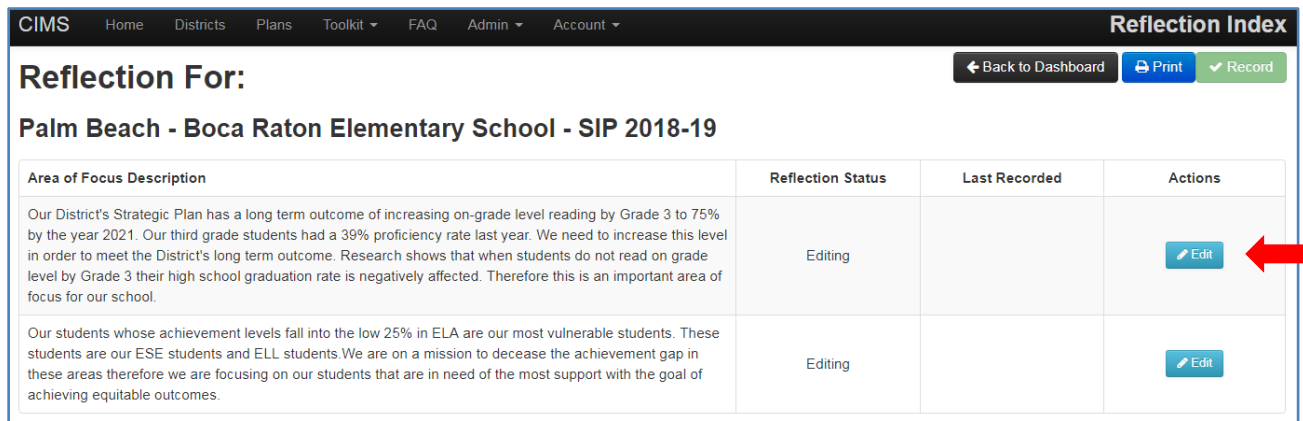 CIMS Home Districts Plans Toolkit FAQ Admin Account Reflection Index
Reflection For:
Back to Dashboard Print Record
Palm Beach - Boca Raton Elementary School - SIP 2018-19
Area of Focus Description Reflection Status Last Recorded Actions
Our District's Strategic Plan has a long term outcome of increasing on-grade level reading by Grade 3 to 75%
by the year 2021. Our third grade students had a 39% proficiency rate last year. We need to increase this level
in order to meet the District's long term outcome. Research shows that when students do not read on grade
level by Grade 3 their high school graduation rate is negatively affected. Therefore this is an important area of
focus for our school.
Editing
Edit
Our students whose achievement levels fall into the low 25% in ELA are our most vulnerable students. These
students are our ESE students and ELL students.We are on a mission to decease the achievement gap in
these areas therefore we are focusing on our students that are in need of the most support with the goal of
achieving equitable outcomes.
Editing
Edit